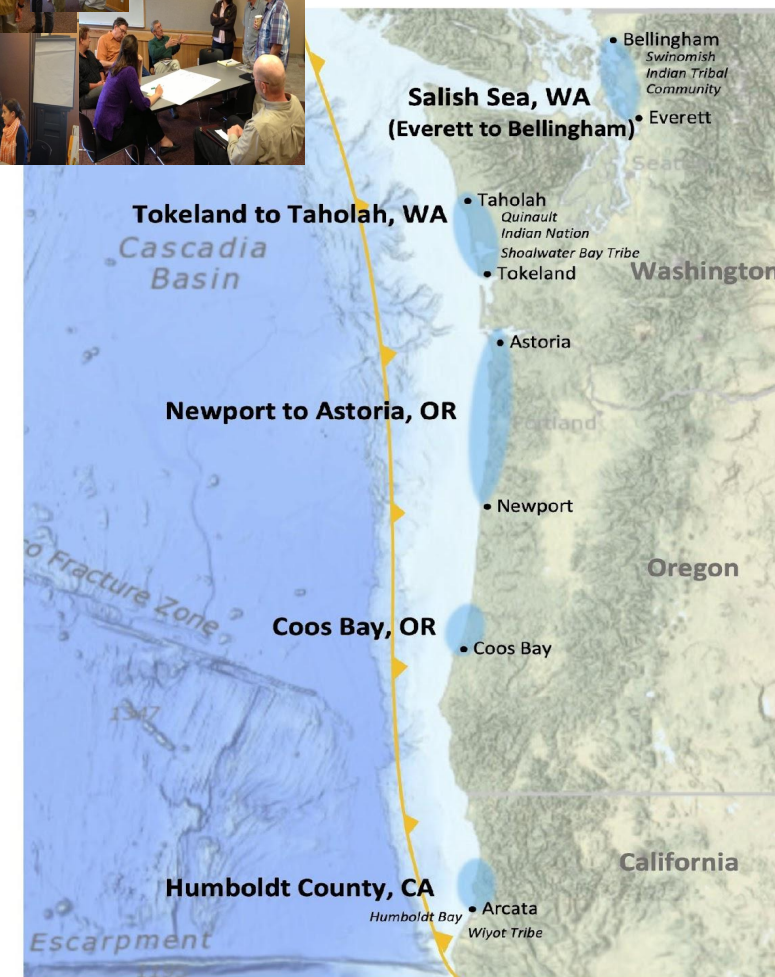 Bellingham
Swinomish
Indian Tribal
Community
Salish Sea, WA
(Everett to Bellingham)
Everett
Seattle
Tokeland to Taholah, WA
Taholah
Quinault
Indian Nation
Shoalwater Bay Tribe
Tokeland
Cascadia
Basin
Washington
Astoria
Newport to Astoria, OR
Portland
Newport
o Fracture Zone
Oregon
Coos Bay, OR
Coos Bay
California
Humboldt County, CA
Arcata
Humboldt Bay
Wiyot Tribe
Escarpment